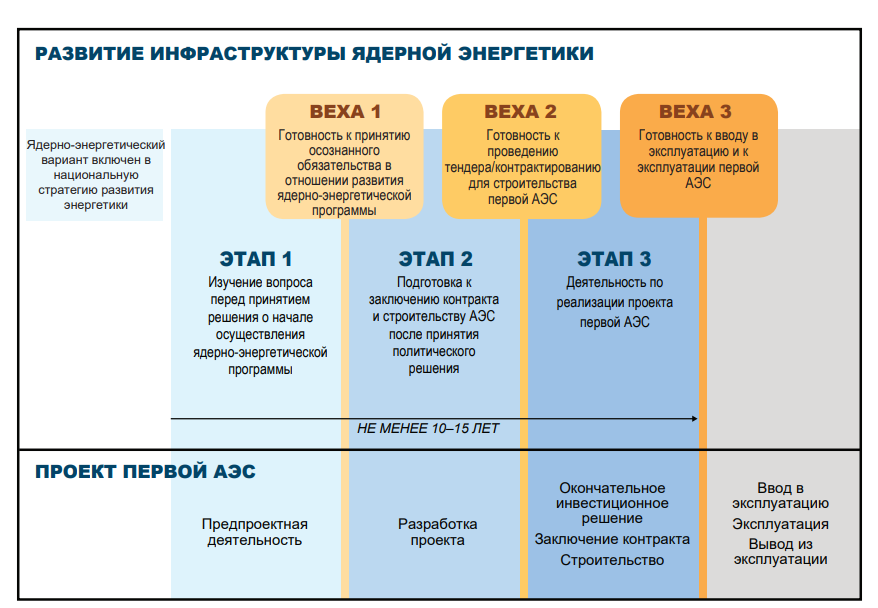 РАЗВИТИЕ ИНФРАСТРУКТУРЫ ЯДЕРНОЙ ЭНЕРГЕТИКИ
Ядерно-энергетический
вариант включен в
национальную
стратегию развития
энергетики
ВЕХА 1
Готовность к принятию
осознанного
обязательства в
отношении развития
ядерно-энергетической
программы
ВЕХА 2
Готовность к
проведению
тендера/контрактированию
для строительства
первой АЭС
ВЕХА 3
Готовность к вводу в
эксплуатацию и к
эксплуатации первой
АЭС
ЭТАП 1
Изучение вопроса
перед принятием
решения о начале
осуществления
ядерно-энергетической
программы
ЭТАП 2
Подготовка к
заключению контракта
и строительству АЭС
после принятия
политического
решения
ЭТАП 3
Деятельность по
реализации проекта
первой АЭС
НЕ МЕНЕЕ 10–15 ЛЕТ
ПРОЕКТ ПЕРВОЙ АЭС
Предпроектная
деятельность
Разработка
проекта
Окончательное
инвестиционное
решение
Заключение контракта
Строительство
Ввод в
эксплуатацию
Эксплуатация
Вывод из
эксплуатации